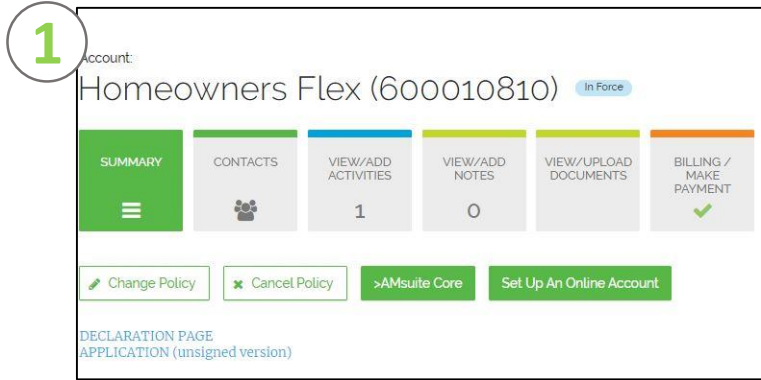 1
Account:
Homeowners Flex (600010810) In Force
SUMMARY
CONTACTS
VIEW/ADD
ACTIVITIES
1
VIEW/ADD
NOTES
0
VIEW/UPLOAD
DOCUMENTS
BILLING /
MAKE
PAYMENT
Change Policy
Cancel Policy
>AMsuite Core
Set Up An Online Account
DECLARATION PAGE
APPLICATION (unsigned version)